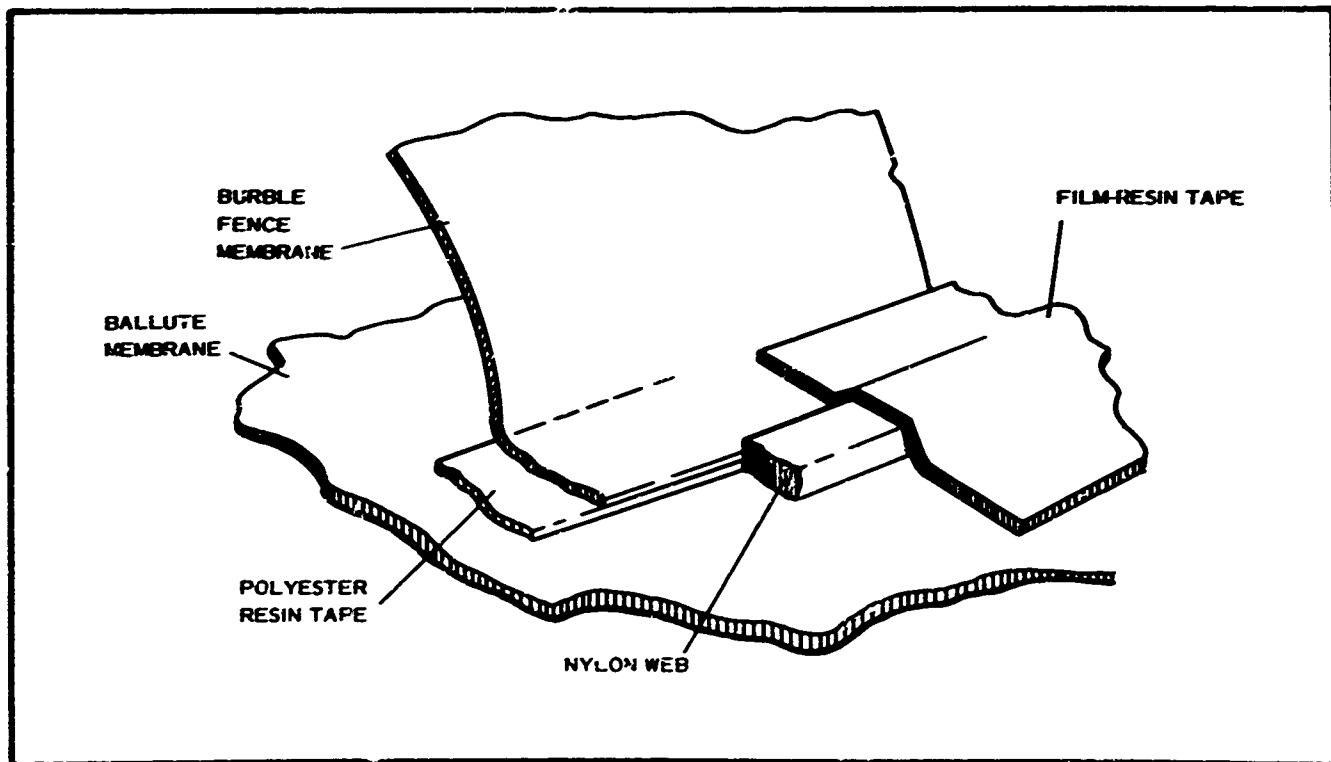 BURBLE
FENCE
MEMBRANE
FILM-RESIN TAPE
BALLUTE
MEMBRANE
POLYESTER
RESIN TAPE
NYLON WEB